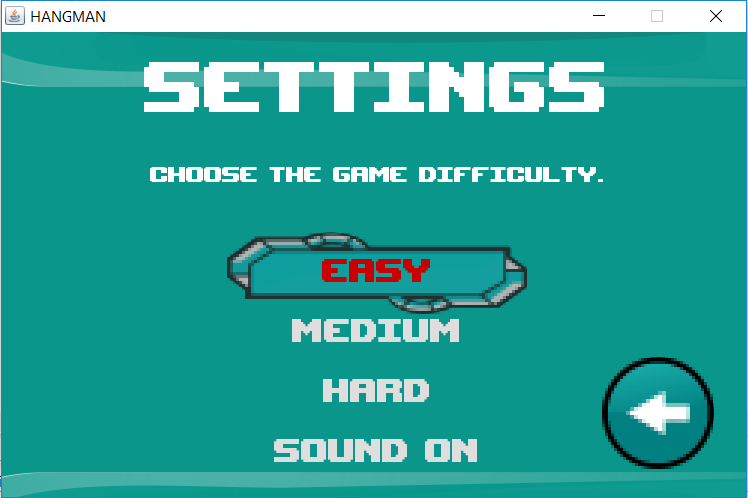 HANGMAN
SETTINGS
CHOOSE THE GAME DIFFICULTY.
EASY
MEDIUM
HARD
SOUND ON